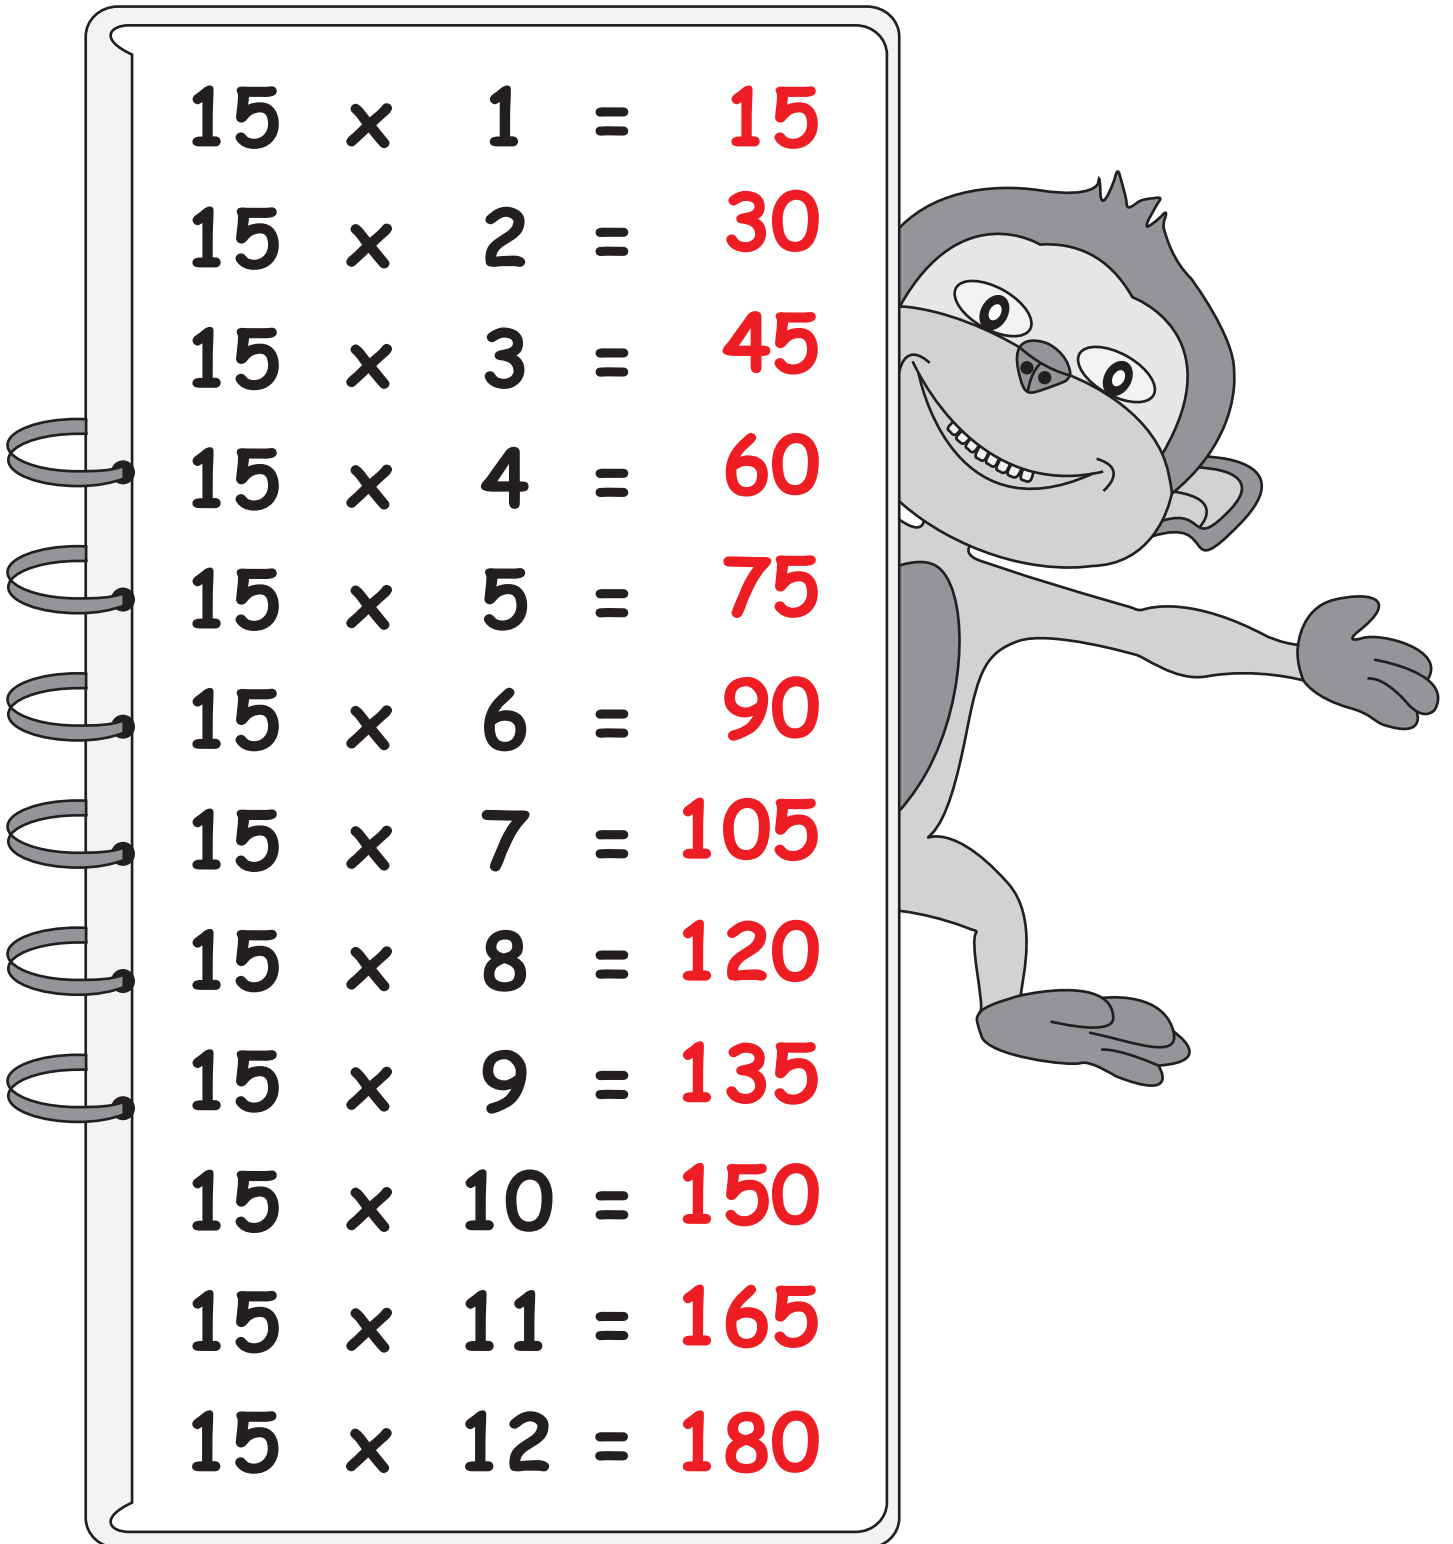 15 x 1 = 15
15 x 2 = 30
15 x 3 = 45
15 x 4 = 60
15 x 5 = 75
15 x 6 = 90
15 x 7 = 105
15 x 8 = 120
15 x 9 = 135
15 x 10 = 150
15 x 11 = 165
15 x 12 = 180